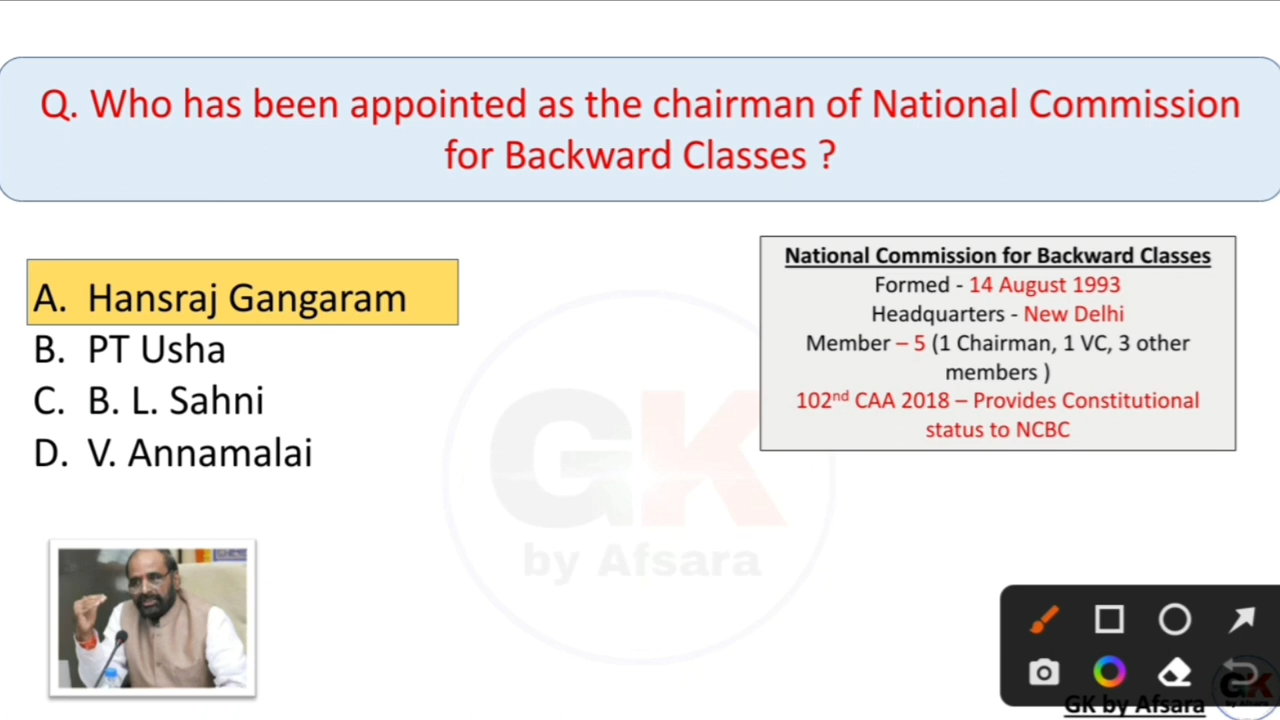 Q. Who has been appointed as the chairman of National Commission
for Backward Classes ?
A. Hansraj Gangaram
B. PT Usha
C. B. L. Sahni
D. V. Annamalai
National Commission for Backward Classes
Formed - 14 August 1993
Headquarters - New Delhi
Member – 5 (1 Chairman, 1 VC, 3 other
members )
102nd CAA 2018 – Provides Constitutional
status to NCBC
GK
by Afsara
GK
GK by Afsara